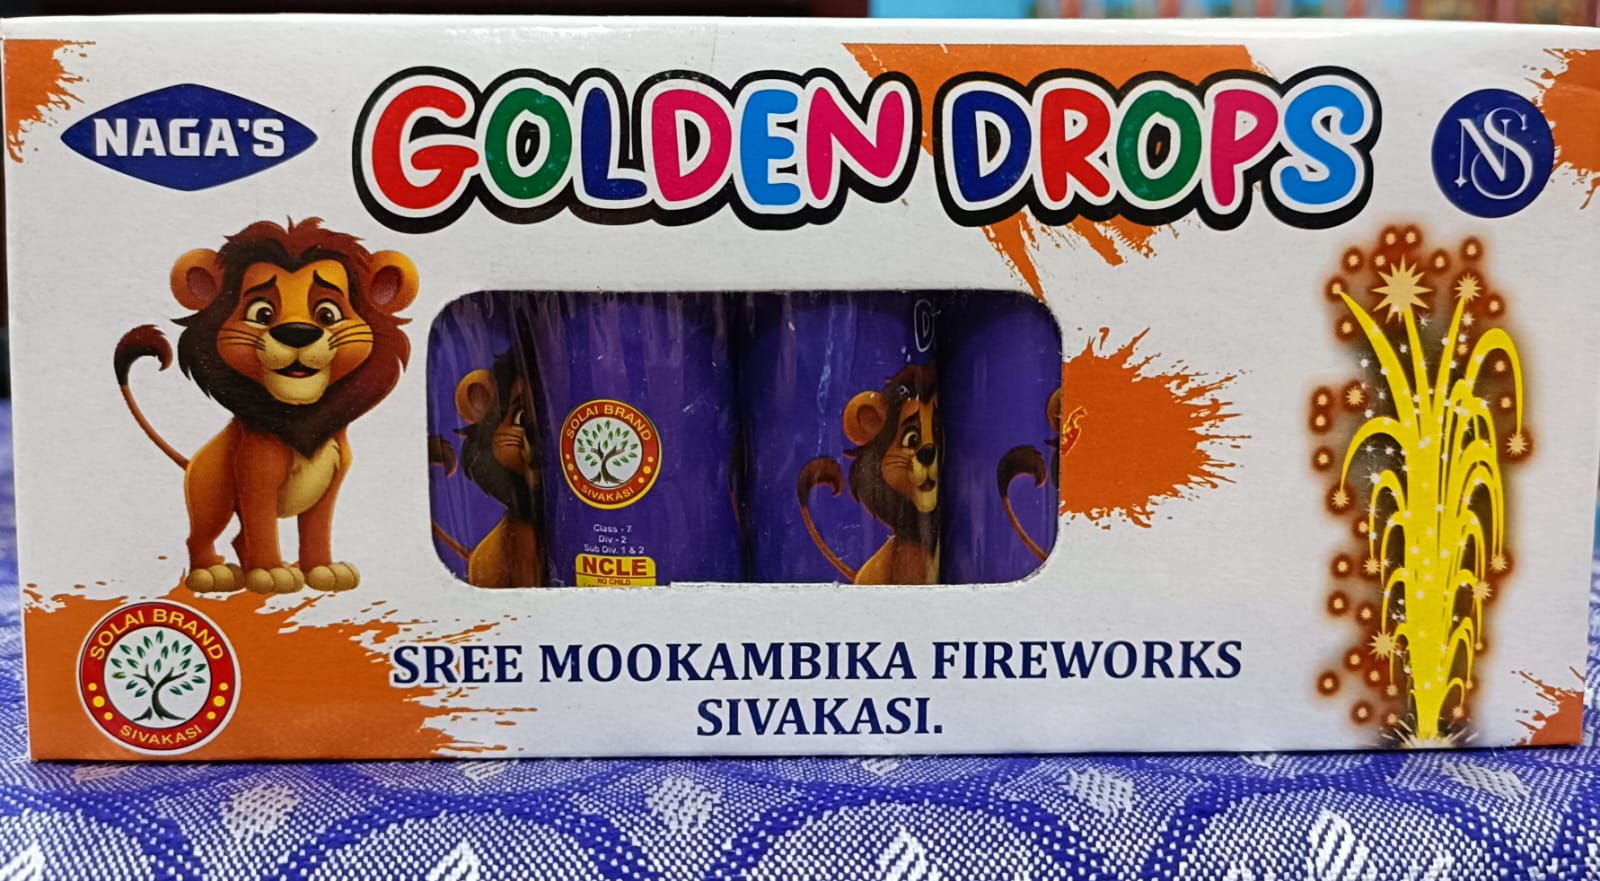 NAGA'S
GOLDEN DROPS
NS
SOLAI BRAND
SIVAKASI
Class - 7
Div - 2
Sub Div. 1 & 2
NCLE
NO CHILD
SOLAI BRAND
SIVAKASI
SREE MOOKAMBIKA FIREWORKS
SIVAKASI.